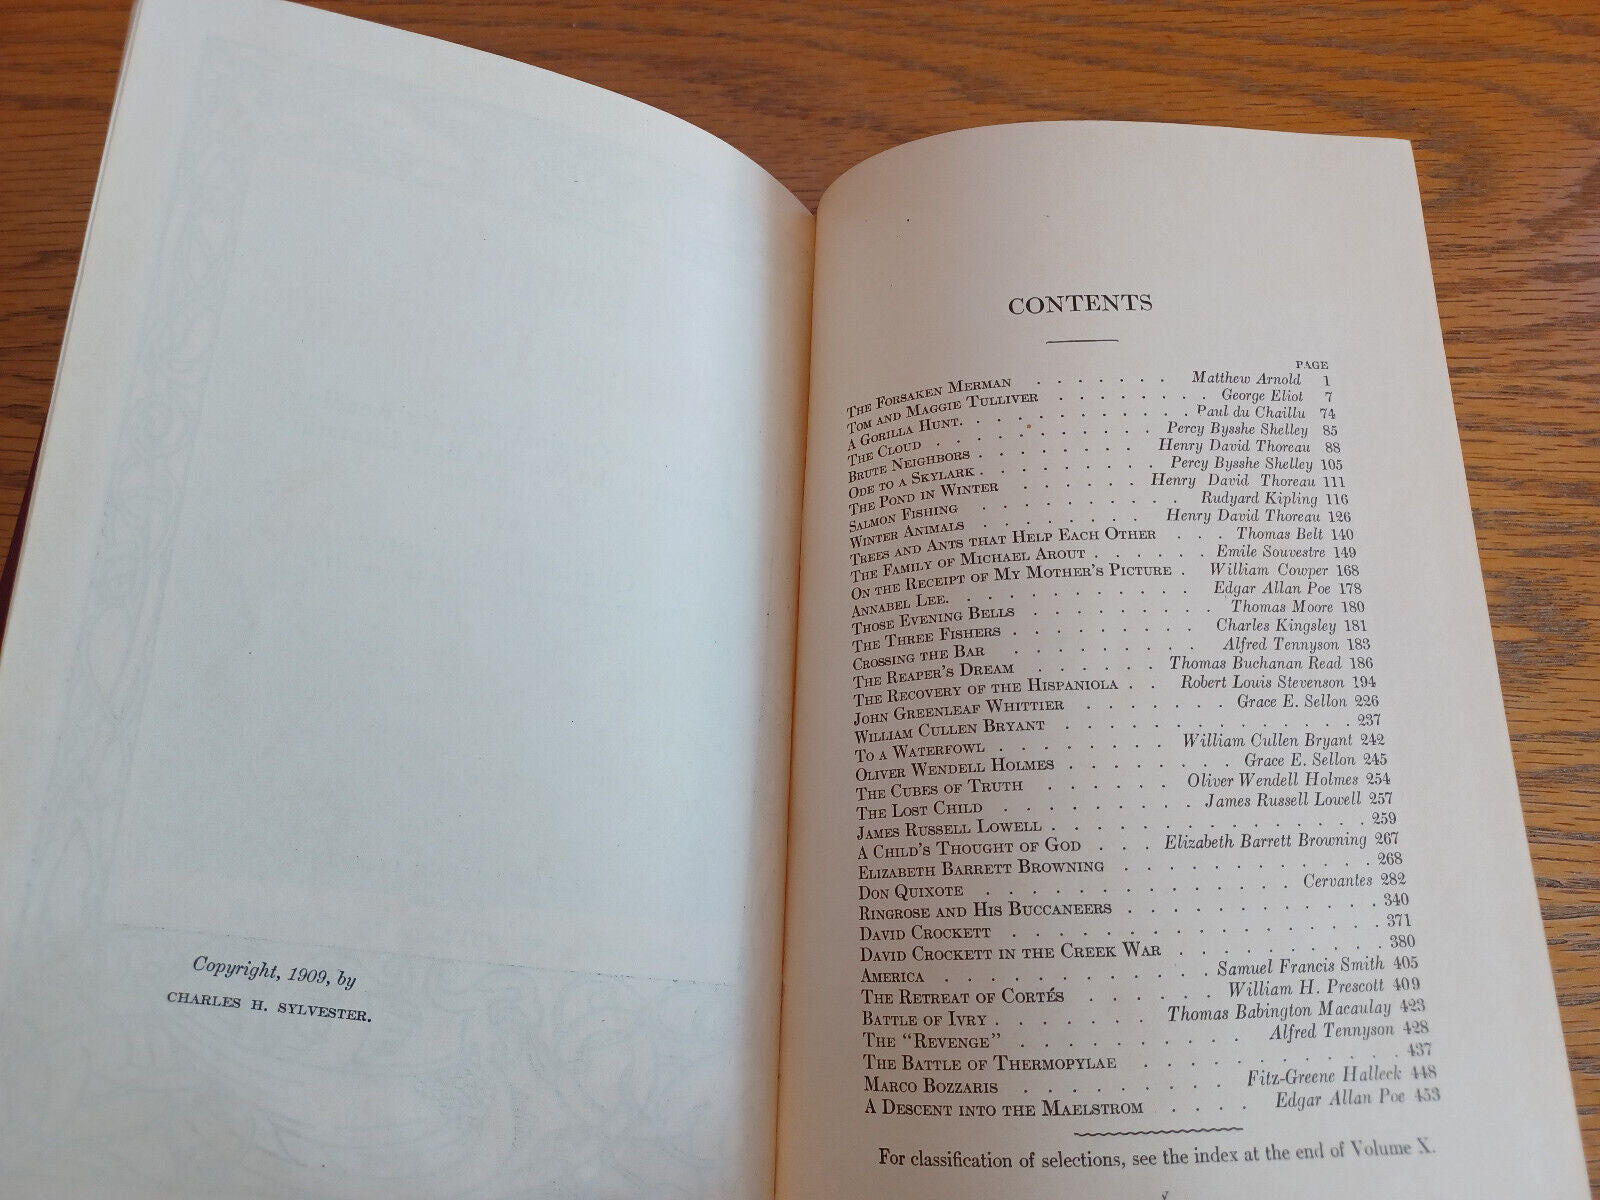 Copyright, 1909, by
CHARLES H. SYLVESTER.
CONTENTS
PAGE
THE FORSAKEN MERMAN . . . . . . . Matthew Arnold 1
TOM AND MAGGIE TULLIVER . . . . . . . . George Eliot 7
A GORILLA HUNT. . . . . . . . . . . Paul du Chaillu 74
THE CLOUD . . . . . . . . . . . Percy Bysshe Shelley 85
BRUTE NEIGHBORS . . . . . . . . Henry David Thoreau 88
ODE TO A SKYLARK . . . . . . . . . Percy Bysshe Shelley 105
THE POND IN WINTER . . . . . . Henry David Thoreau 111
SALMON FISHING . . . . . . . . . Rudyard Kipling 116
WINTER ANIMALS . . . . . . . . Henry David Thoreau 126
TREES AND ANTS THAT HELP EACH OTHER . . . Thomas Belt 140
THE FAMILY OF MICHAEL AROUT . . . . . . Emile Souvestre 149
ON THE RECEIPT OF MY MOTHER'S PICTURE . William Cowper 168
ANNABEL LEE. . . . . . . . . . . Edgar Allan Poe 178
THOSE EVENING BELLS . . . . . . . . . Thomas Moore 180
THE THREE FISHERS . . . . . . . . . Charles Kingsley 181
CROSSING THE BAR . . . . . . . . . Alfred Tennyson 183
THE REAPER'S DREAM . . . . . . Thomas Buchanan Read 186
THE RECOVERY OF THE HISPANIOLA . . Robert Louis Stevenson 194
JOHN GREENLEAF WHITTIER . . . . . . . Grace E. Sellon 226
WILLIAM CULLEN BRYANT . . . . . . . . . . . . . 237
TO A WATERFOWL . . . . . . . . William Cullen Bryant 242
OLIVER WENDELL HOLMES . . . . . . . . Grace E. Sellon 245
THE CUBES OF TRUTH . . . . . . Oliver Wendell Holmes 254
THE LOST CHILD . . . . . . . . . James Russell Lowell 257
JAMES RUSSELL LOWELL . . . . . . . . . . . . . . 259
A CHILD'S THOUGHT OF GOD . . . Elizabeth Barrett Browning 267
ELIZABETH BARRETT BROWNING . . . . . . . . . . . 268
DON QUIXOTE . . . . . . . . . . . . . Cervantes 282
RINGROSE AND HIS BUCCANEERS . . . . . . . . . . . 340
DAVID CROCKETT . . . . . . . . . . . . . . . 371
DAVID CROCKETT IN THE CREEK WAR . . . . . . . . . 380
AMERICA . . . . . . . . . . . Samuel Francis Smith 405
THE RETREAT OF CORTÉS . . . . . . William H. Prescott 409
BATTLE OF IVRY . . . . . . . Thomas Babington Macaulay 423
THE "REVENGE" . . . . . . . . . . Alfred Tennyson 428
THE BATTLE OF THERMOPYLAE . . . . . . . . . . . 437
MARCO BOZZARIS . . . . . . . . . Fitz-Greene Halleck 448
A DESCENT INTO THE MAELSTROM . . . . Edgar Allan Poe 453
For classification of selections, see the index at the end of Volume X.
v